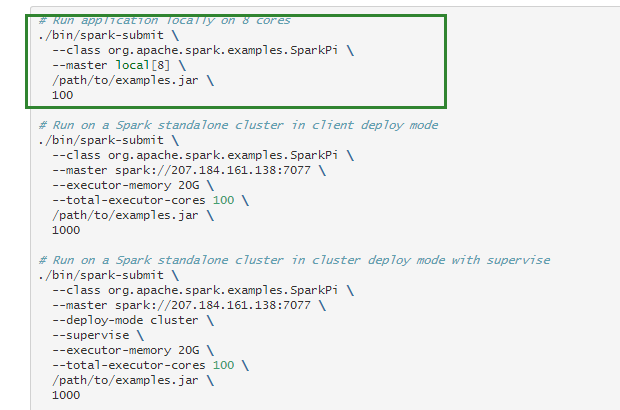 # Run application locally on 8 cores
./bin/spark-submit \
--class org.apache.spark.examples.SparkPi \
--master local[8] \
/path/to/examples.jar \
100
# Run on a Spark standalone cluster in client deploy mode
./bin/spark-submit \
--class org.apache.spark.examples.SparkPi \
--master spark://207.184.161.138:7077 \
--executor-memory 20G \
--total-executor-cores 100 \
/path/to/examples.jar \
1000
# Run on a Spark standalone cluster in cluster deploy mode with supervise
./bin/spark-submit \
--class org.apache.spark.examples.SparkPi \
--master spark://207.184.161.138:7077 \
--deploy-mode cluster \
--supervise \
--executor-memory 20G \
--total-executor-cores 100 \
/path/to/examples.jar \
1000